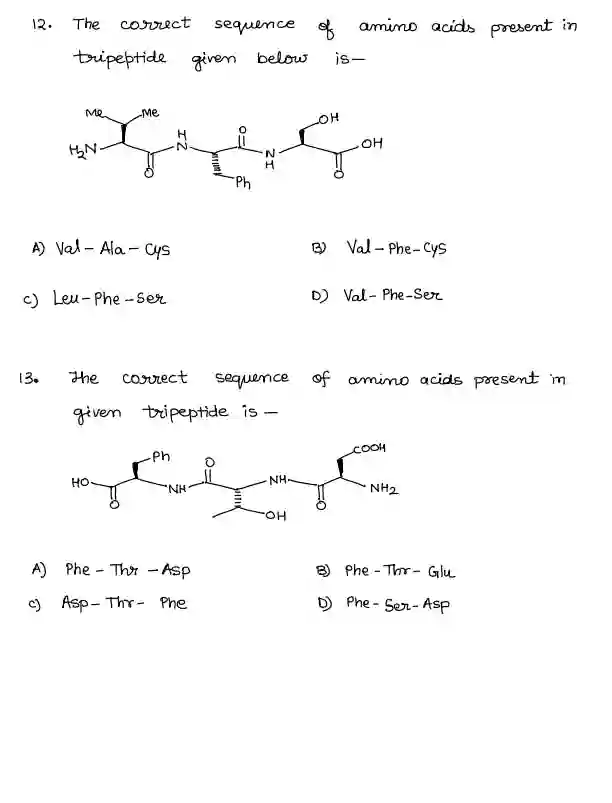 12. The correct sequence of amino acids present in
tripeptide given below is—
Me Me
H2N
H
N
O
O
N
H
Ph
OH
OH
O
A) Val – Ala – Cys
B) Val – Phe – Cys
C) Leu – Phe – Ser
D) Val – Phe – Ser
13. The correct sequence of amino acids present in
given tripeptide is —
HO
O
Ph
NH
O
OH
NH
O
COOH
NH2
A) Phe – Thr – Asp
B) Phe – Thr – Glu
C) Asp – Thr – Phe
D) Phe – Ser – Asp